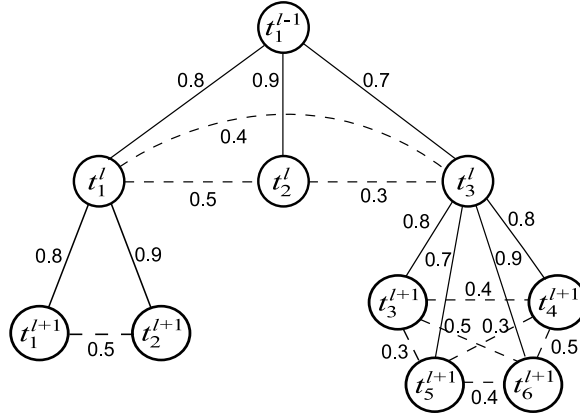 t_1^{l-1}
0.8 0.9 0.7
0.4
t_1^l 0.5 t_2^l 0.3 t_3^l
0.8 0.9 0.8 0.7 0.9 0.8
t_3^{l+1} 0.4 t_4^{l+1}
t_1^{l+1} 0.5 t_2^{l+1} 0.3 0.5 0.3 0.5
t_5^{l+1} 0.4 t_6^{l+1}